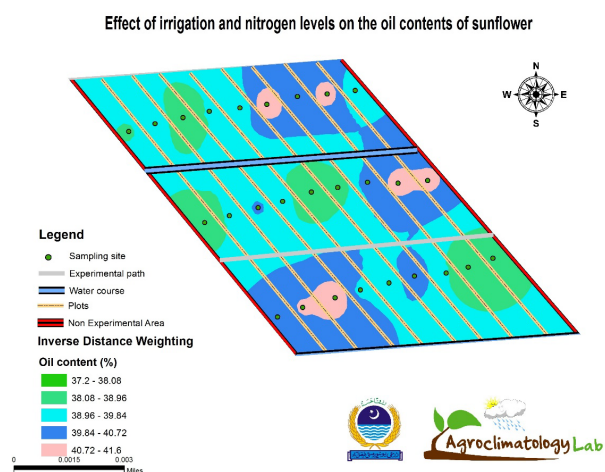 Effect of irrigation and nitrogen levels on the oil contents of sunflower
N
W
E
S
Legend
Sampling site
Experimental path
Water course
Plots
Non Experimental Area
Inverse Distance Weighting
Oil content (%)
37.2 - 38.08
38.08 - 38.96
38.96 - 39.84
39.84 - 40.72
40.72 - 41.6
0 0.0015 0.003
Miles
Agroclimatology Lab